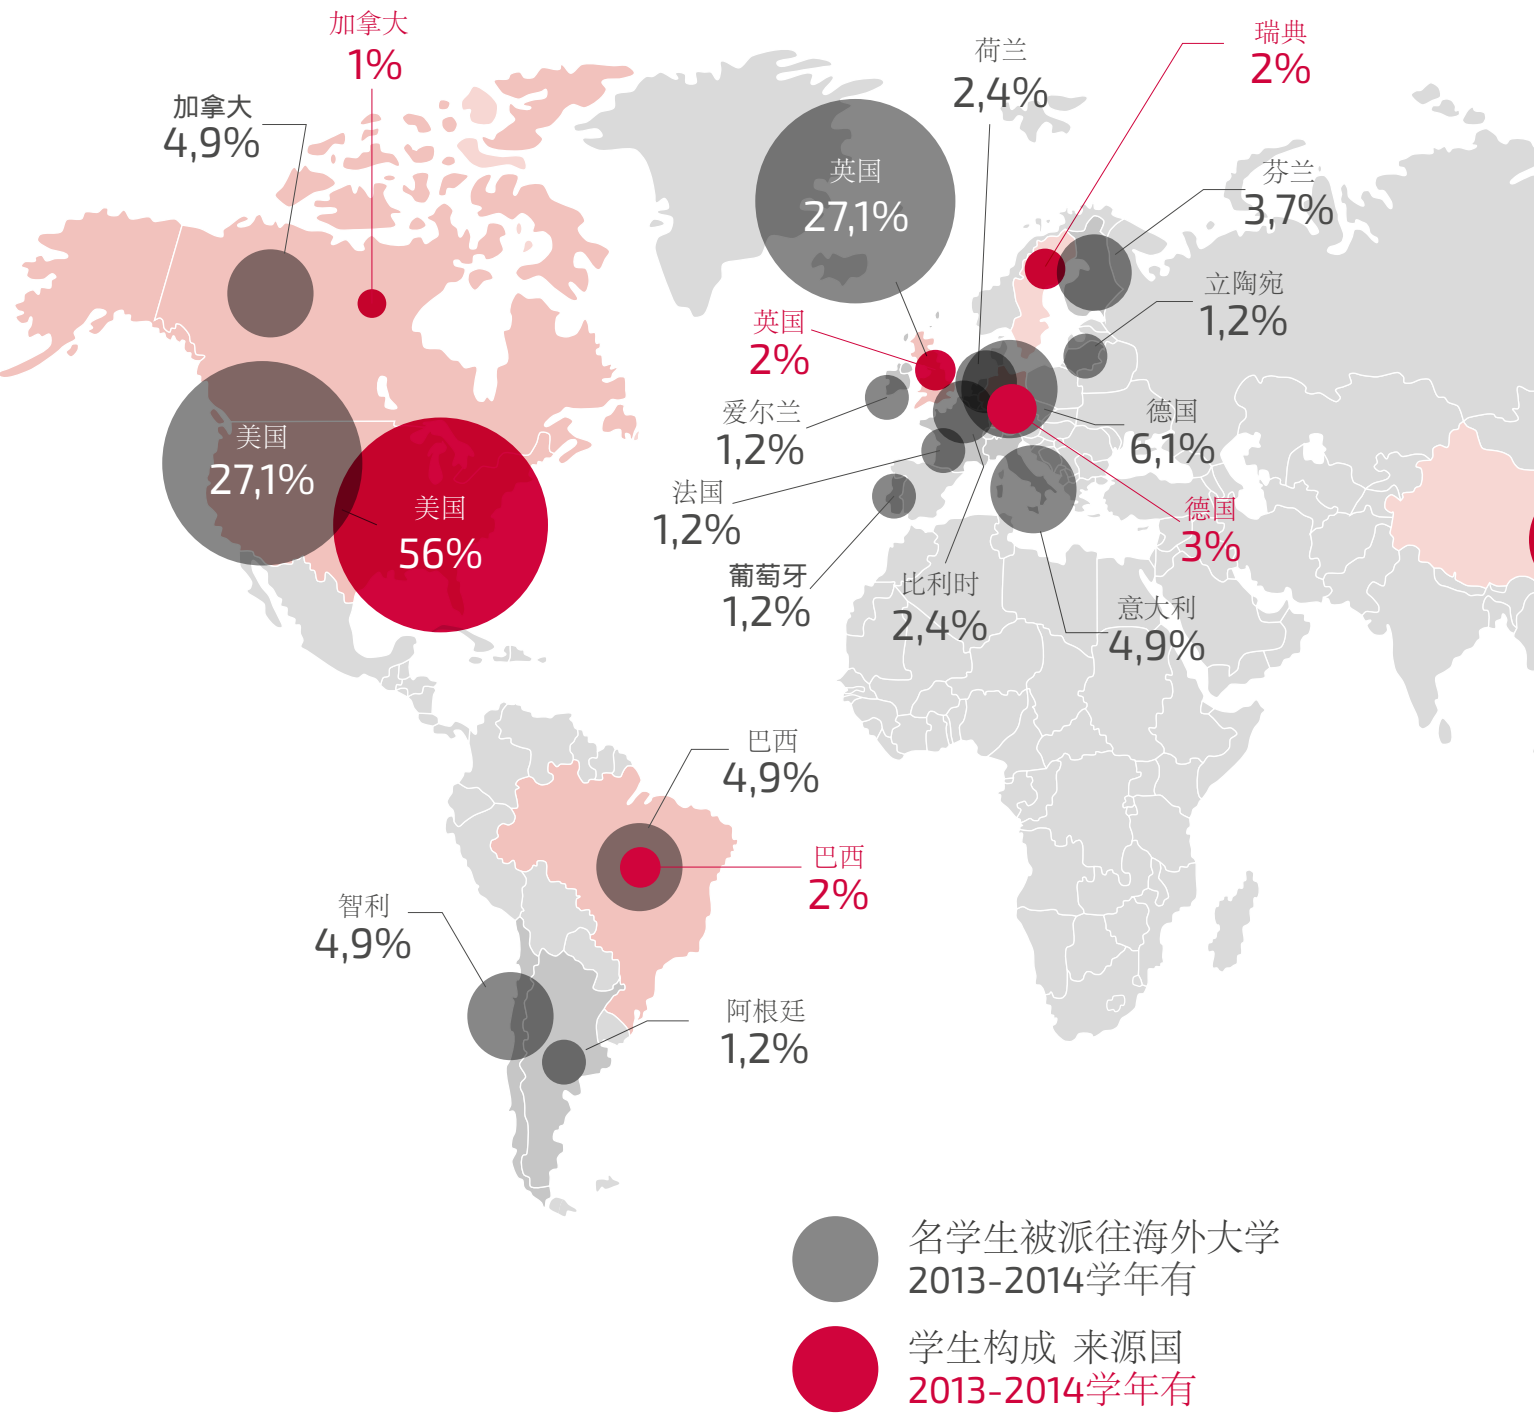 加拿大
1%
加拿大
4,9%
荷兰
2,4%
瑞典
2%
英国
27,1%
芬兰
3,7%
立陶宛
1,2%
英国
2%
爱尔兰
1,2%
德国
6,1%
美国
27,1%
美国
56%
法国
1,2%
德国
3%
葡萄牙
1,2%
比利时
2,4%
意大利
4,9%
巴西
4,9%
巴西
2%
智利
4,9%
阿根廷
1,2%
名学生被派往海外大学
2013-2014学年有
学生构成 来源国
2013-2014学年有